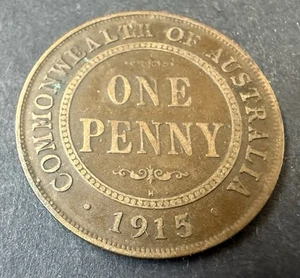 COMMONWEALTH OF AUSTRALIA
ONE
PENNY
H
· 1915 ·